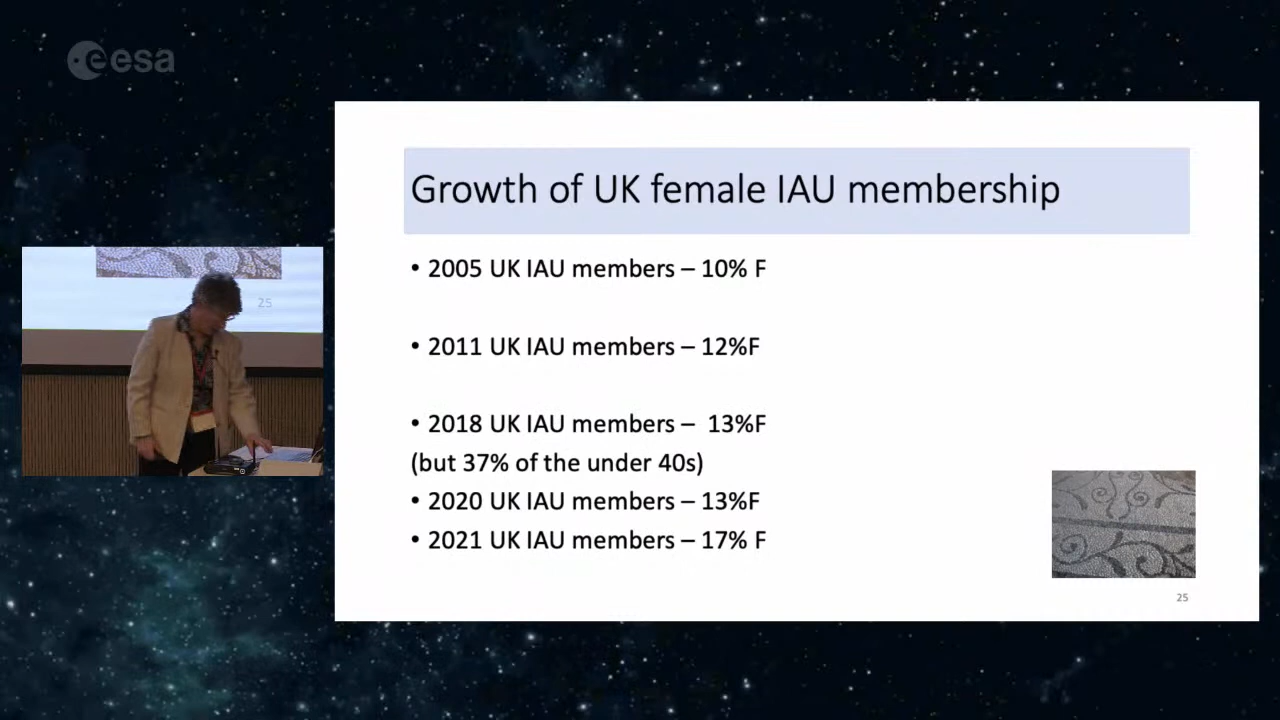 esa
Growth of UK female IAU membership
• 2005 UK IAU members – 10% F
• 2011 UK IAU members – 12%F
• 2018 UK IAU members –  13%F
(but 37% of the under 40s)
• 2020 UK IAU members – 13%F
• 2021 UK IAU members – 17% F
25
25